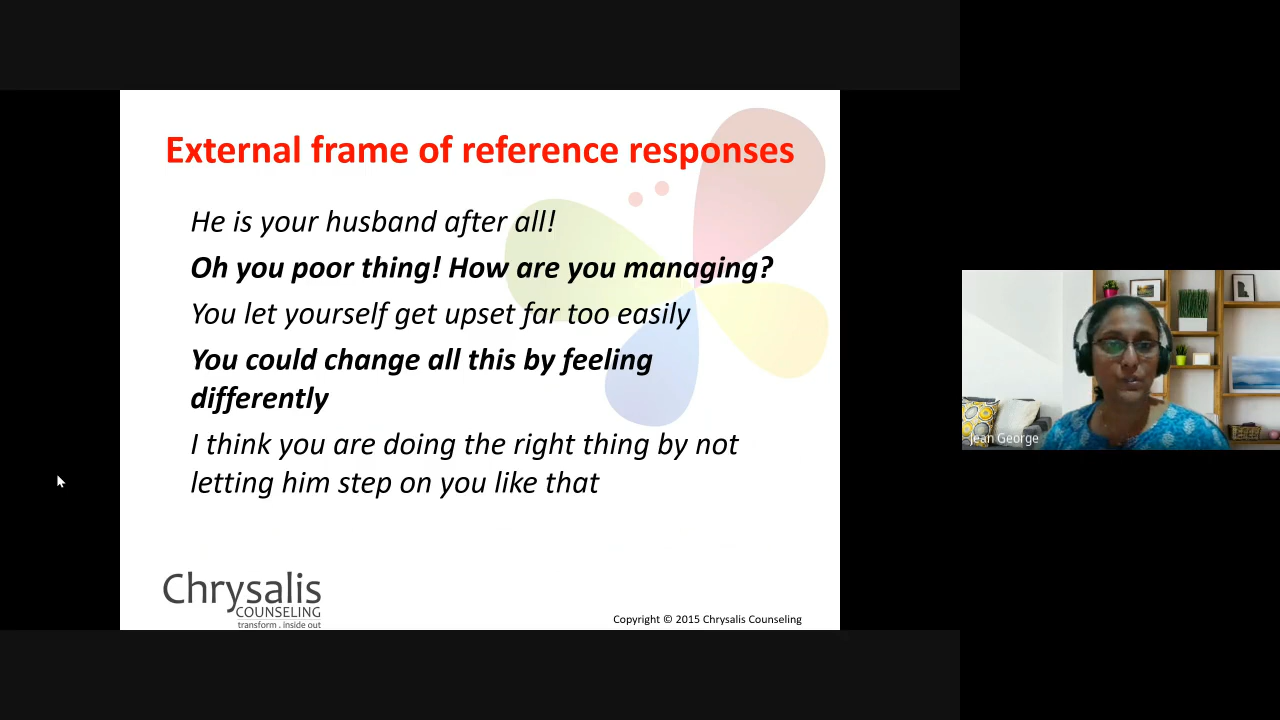 External frame of reference responses
He is your husband after all!
Oh you poor thing! How are you managing?
You let yourself get upset far too easily
You could change all this by feeling
differently
I think you are doing the right thing by not
letting him step on you like that
Jean George
Chrysalis
COUNSELING
transform . inside out
Copyright © 2015 Chrysalis Counseling